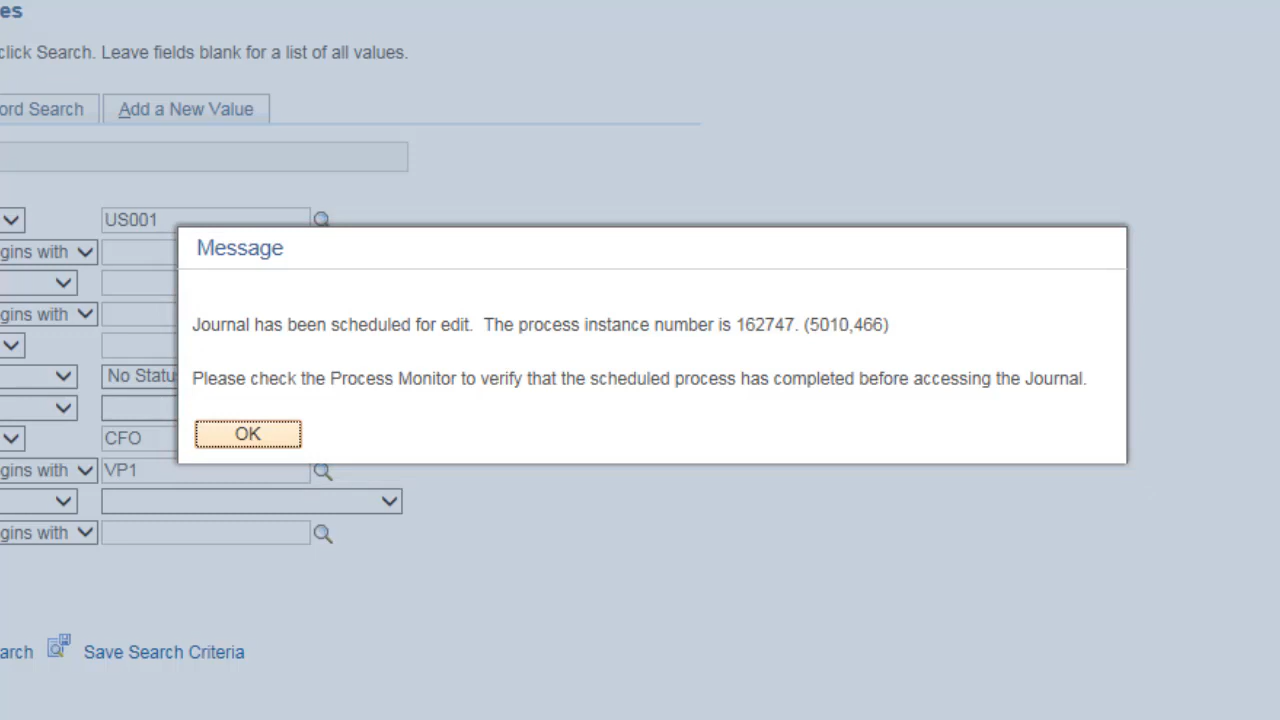 es
click Search. Leave fields blank for a list of all values.
ord Search
Add a New Value
US001
gins with
Message
gins with
Journal has been scheduled for edit. The process instance number is 162747. (5010,466)
No Statu
Please check the Process Monitor to verify that the scheduled process has completed before accessing the Journal.
OK
CFO
gins with VP1
gins with
arch
Save Search Criteria